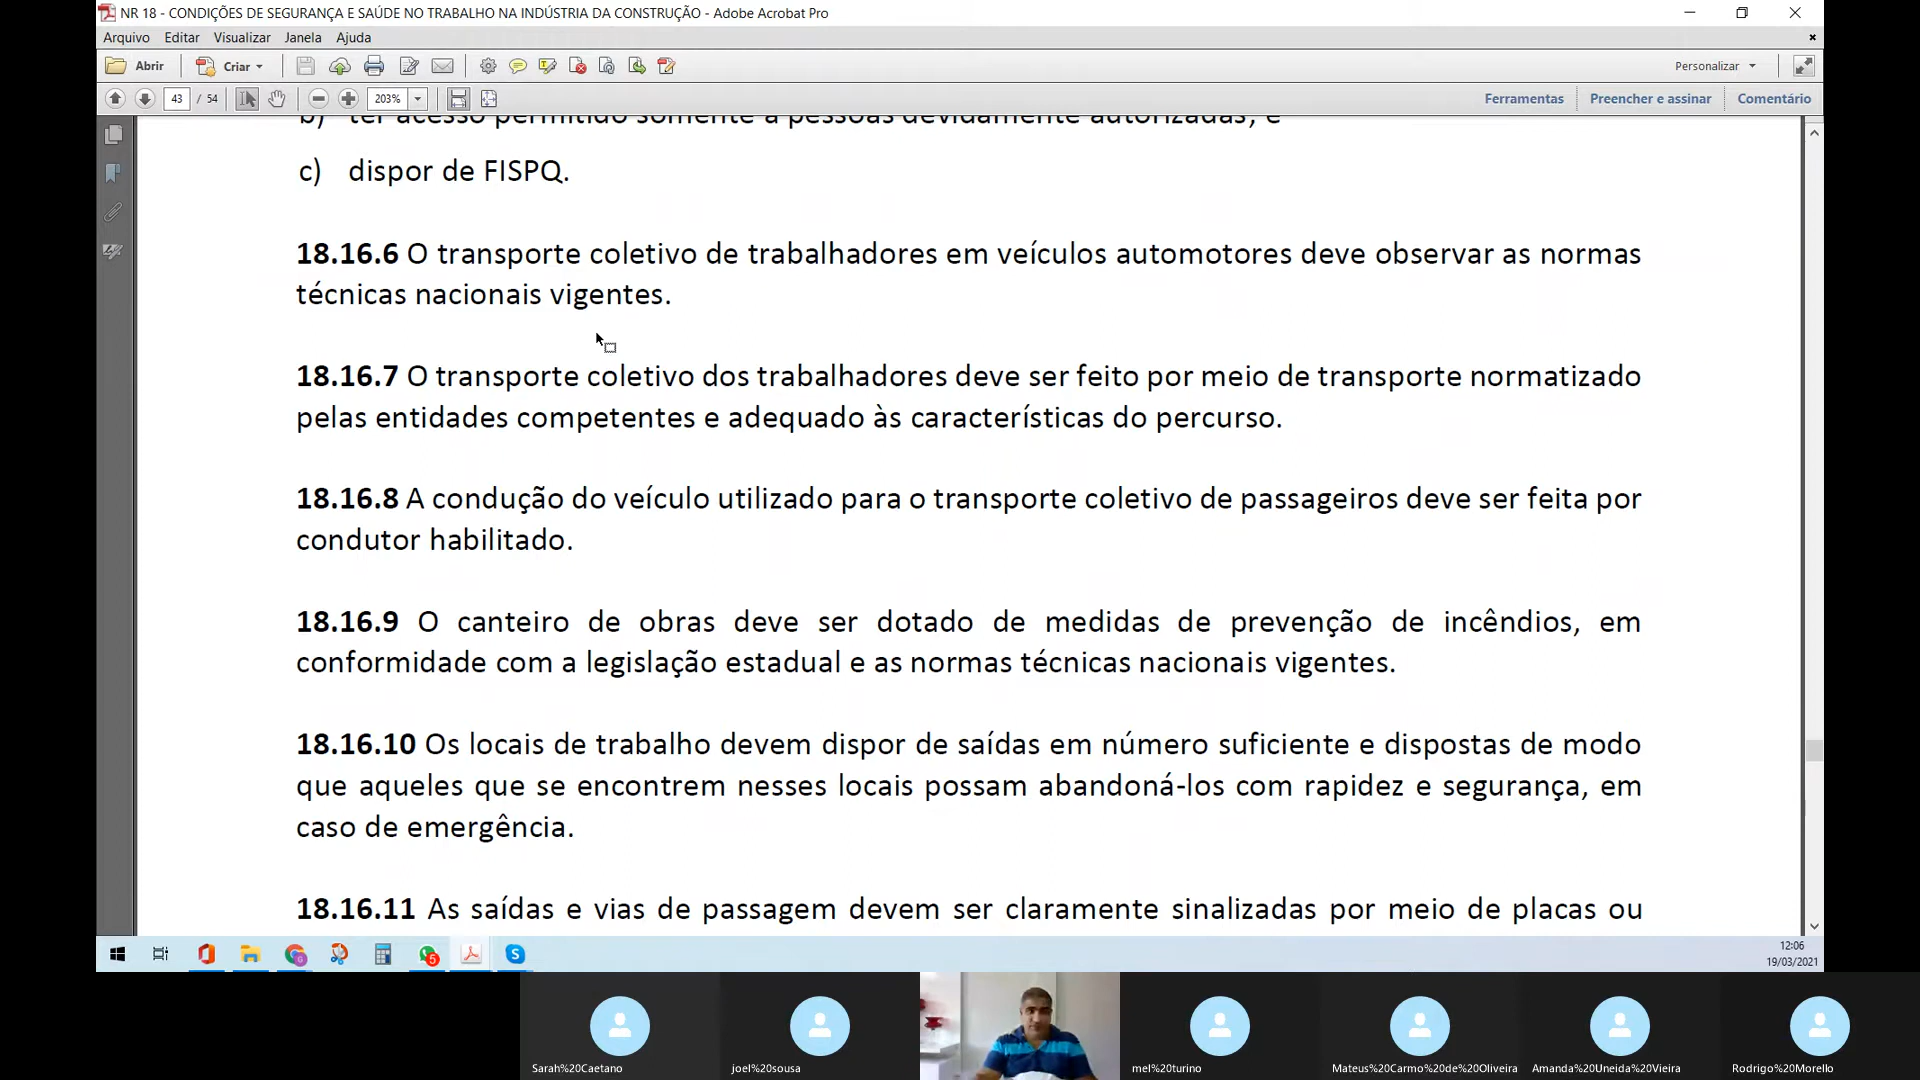 NR 18 - CONDIÇÕES DE SEGURANÇA E SAÚDE NO TRABALHO NA INDÚSTRIA DA CONSTRUÇÃO - Adobe Acrobat Pro
Arquivo Editar Visualizar Janela Ajuda
Abrir Criar Personalizar
43 / 54 203% Ferramentas Preencher e assinar Comentário
b) ter acesso permitido somente a pessoas devidamente autorizadas; e
c) dispor de FISPQ.
18.16.6 O transporte coletivo de trabalhadores em veículos automotores deve observar as normas
técnicas nacionais vigentes.
18.16.7 O transporte coletivo dos trabalhadores deve ser feito por meio de transporte normatizado
pelas entidades competentes e adequado às características do percurso.
18.16.8 A condução do veículo utilizado para o transporte coletivo de passageiros deve ser feita por
condutor habilitado.
18.16.9 O canteiro de obras deve ser dotado de medidas de prevenção de incêndios, em
conformidade com a legislação estadual e as normas técnicas nacionais vigentes.
18.16.10 Os locais de trabalho devem dispor de saídas em número suficiente e dispostas de modo
que aqueles que se encontrem nesses locais possam abandoná-los com rapidez e segurança, em
caso de emergência.
18.16.11 As saídas e vias de passagem devem ser claramente sinalizadas por meio de placas ou
5
12:06
19/03/2021
Sarah%20Caetano joel%20sousa mel%20turino Mateus%20Carmo%20de%20Oliveira Amanda%20Uneida%20Vieira Rodrigo%20Morello